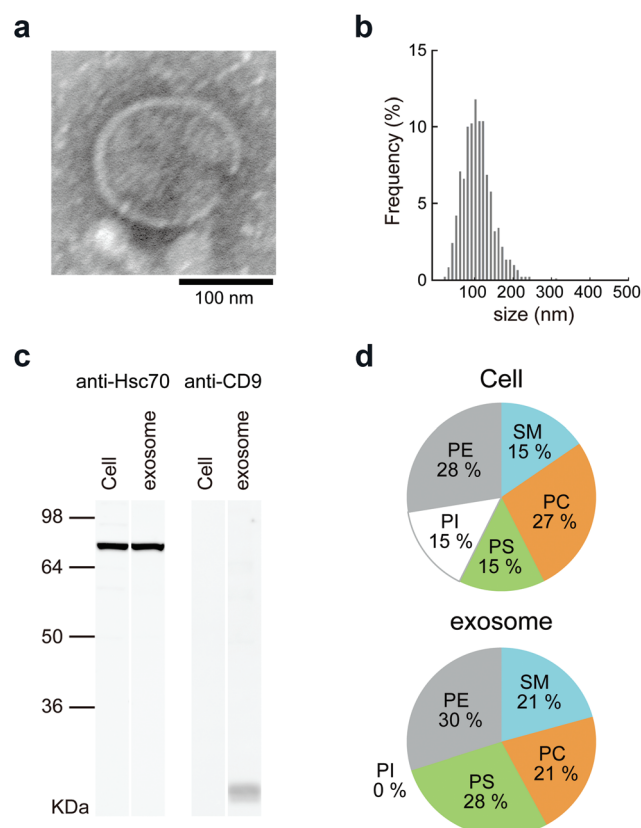 a
100 nm
b
Frequency (%)
15
10
5
0
100 200 300 400 500
size (nm)
c
anti-Hsc70 anti-CD9
Cell exosome Cell exosome
98
64
50
36
KDa
d
Cell
SM
15 %
PC
27 %
PS
15 %
PI
15 %
PE
28 %
exosome
SM
21 %
PC
21 %
PS
28 %
PI
0 %
PE
30 %